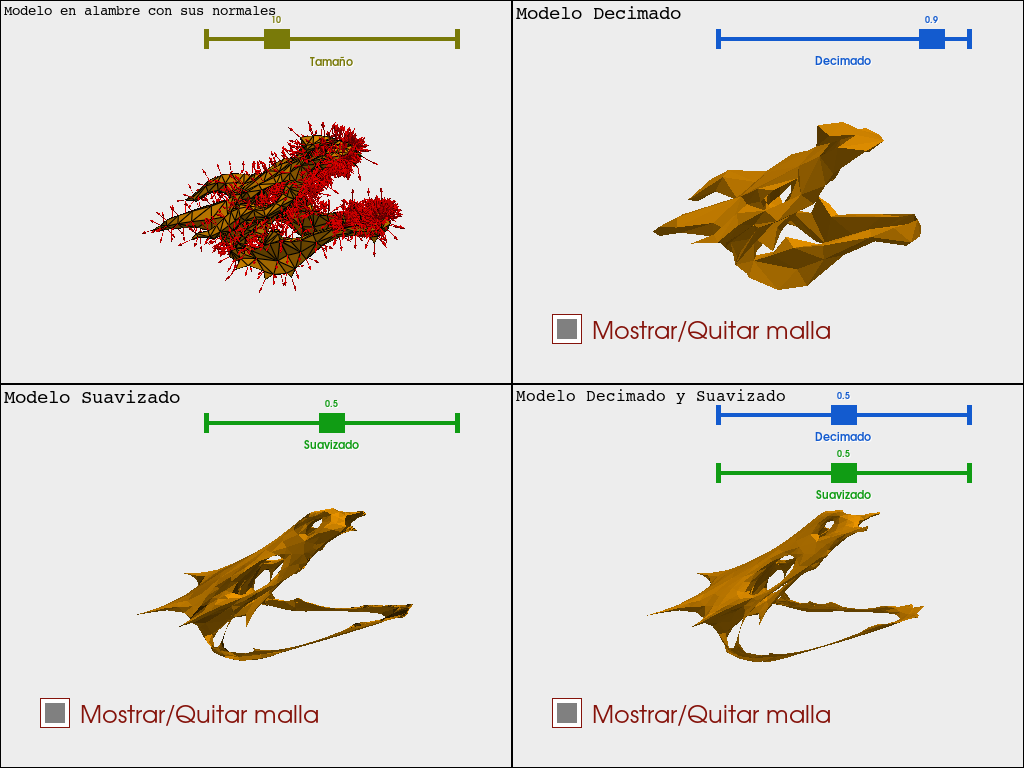 Modelo en alambre con sus normales
10
Tamaño
Modelo Decimado
0.9
Decimado
Mostrar/Quitar malla
Modelo Suavizado
0.5
Suavizado
Mostrar/Quitar malla
Modelo Decimado y Suavizado
0.5
Decimado
0.5
Suavizado
Mostrar/Quitar malla